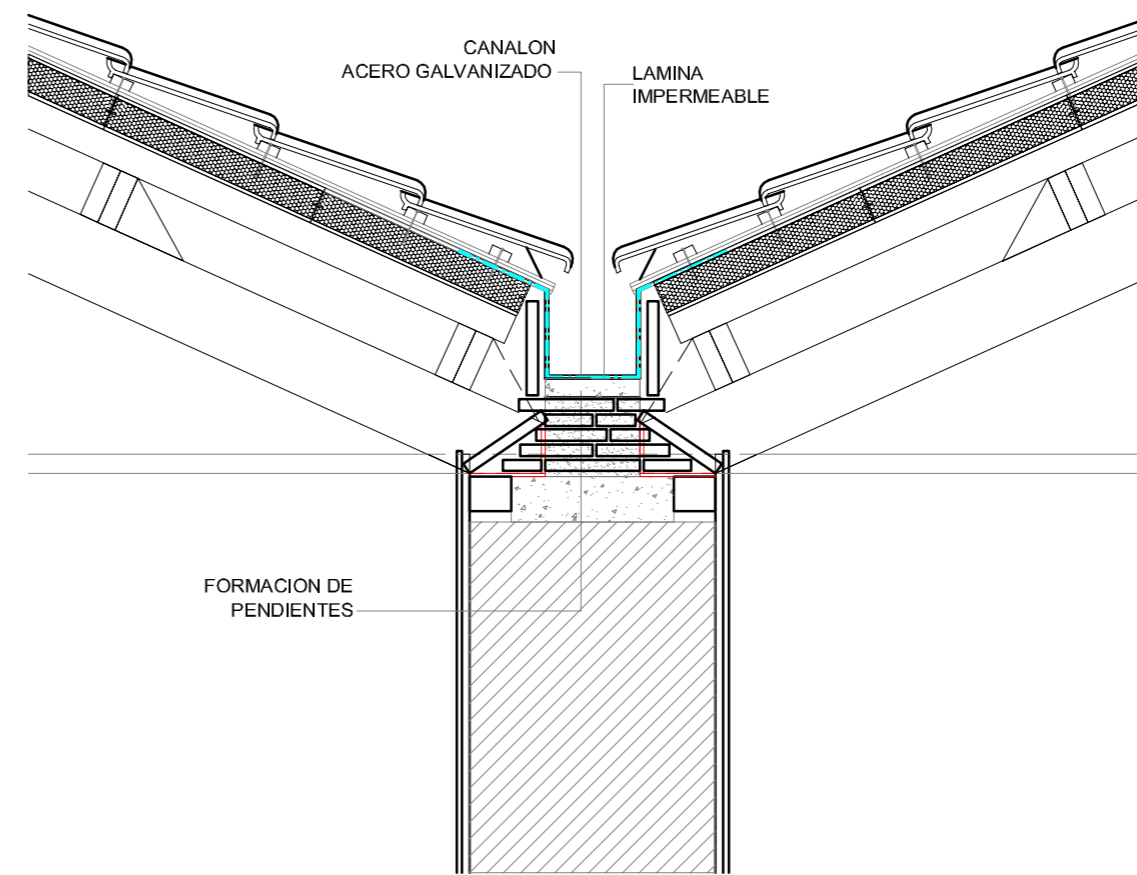 CANALON
ACERO GALVANIZADO
LAMINA
IMPERMEABLE
FORMACION DE
PENDIENTES